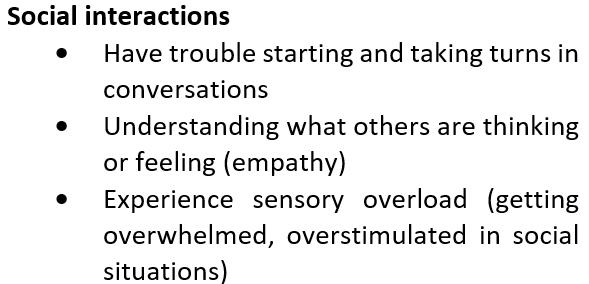 Social interactions
• Have trouble starting and taking turns in
conversations
• Understanding what others are thinking
or feeling (empathy)
• Experience sensory overload (getting
overwhelmed, overstimulated in social
situations)